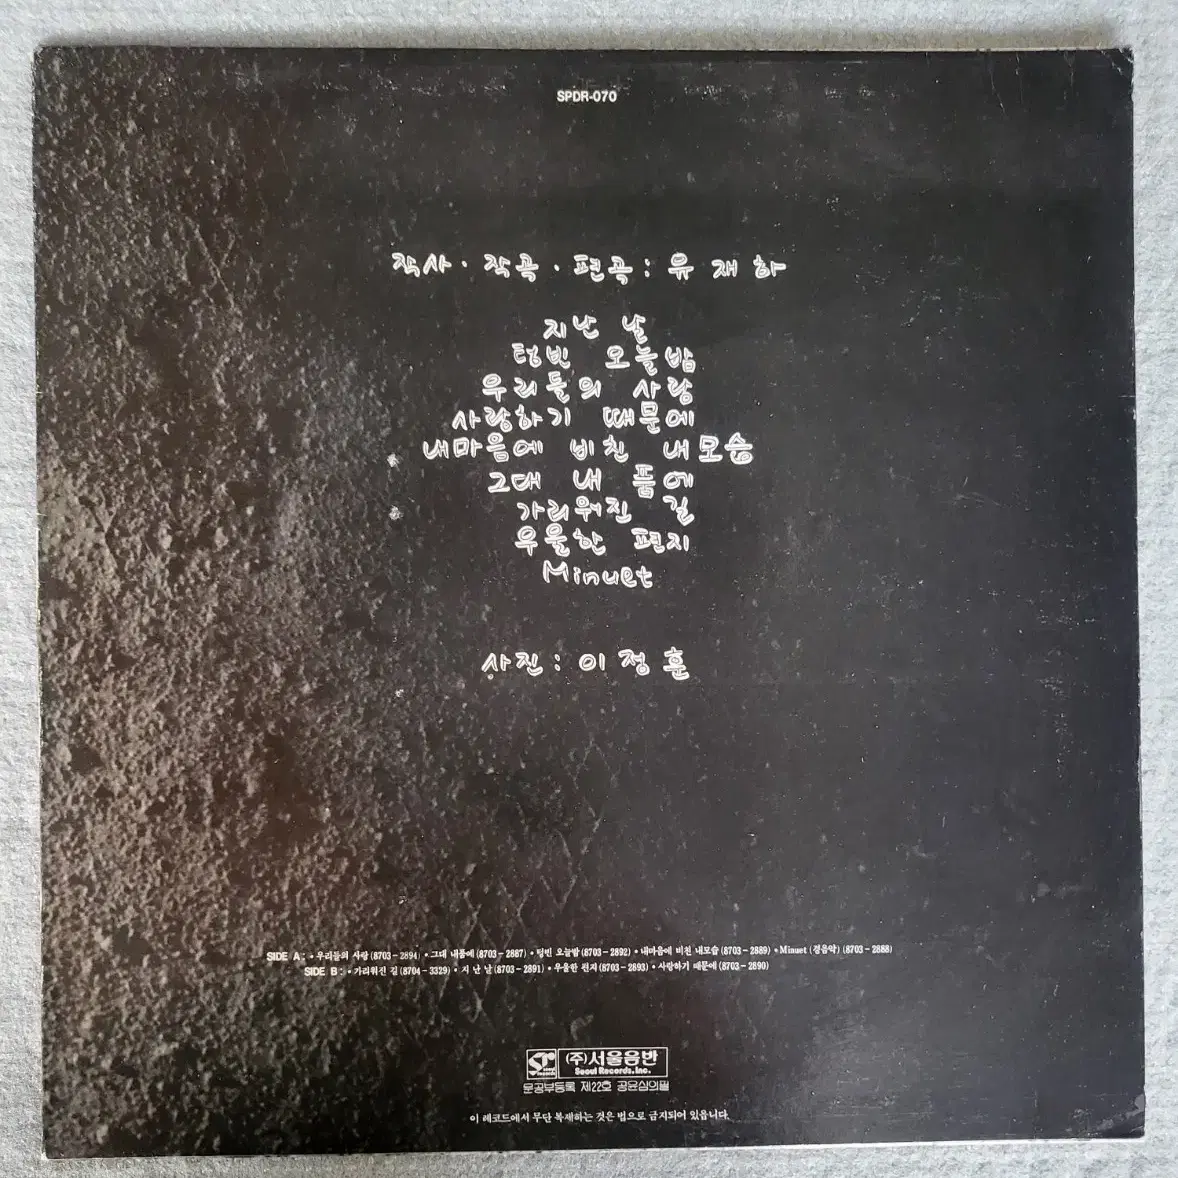 SPDR-070
작사·작곡·편곡: 유재하
지난 날
텅빈 오늘밤
우리들의 사랑
사랑하기 때문에
내마음에 비친 내모습
그대 내 품에
가리워진 길
우울한 편지
Minuet
사진: 이정훈
SIDE A: •우리들의 사랑(8703-2894) •그대 내품에(8703-2887) •텅빈 오늘밤(8703-2892) •내마음에 비친 내모습(8703-2889) •Minuet (경음악) (8703-2888)
SIDE B: •가리워진 길(8704-3329) •지 난 날(8703-2891) •우울한 편지(8703-2893) •사랑하기 때문에(8703-2890)
seoul records (주)서울음반
Seoul Records, Inc.
문공부등록 제22호 공윤심의필
이 레코드에서 무단 복제하는 것은 법으로 금지되어 있읍니다.